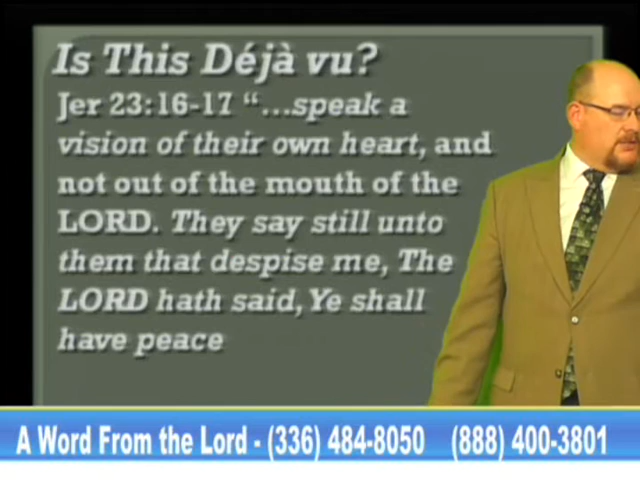 Is This Déjà vu?
Jer 23:16-17 “...speak a
vision of their own heart, and
not out of the mouth of the
LORD. They say still unto
them that despise me, The
LORD hath said, Ye shall
have peace
A Word From the Lord - (336) 484-8050 (888) 400-3801